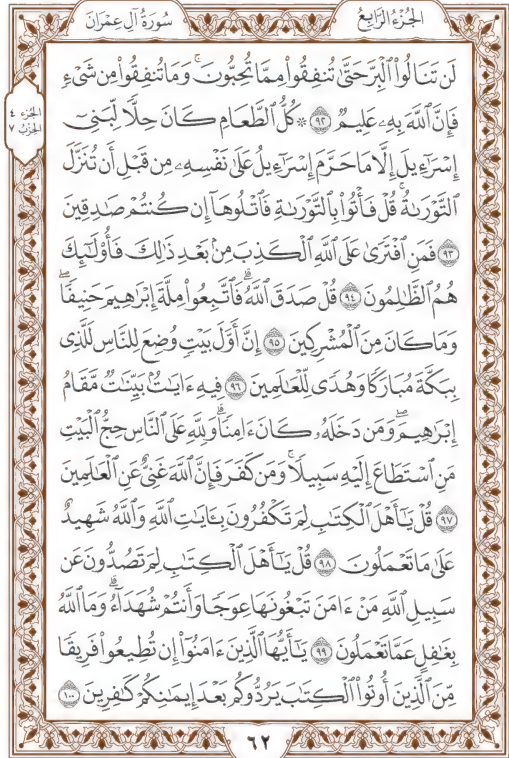 الجزء الرابع
سورة آل عمران
الجزء ٤
الحزب ٧
لَن تَنَالُوا۟ ٱلْبِرَّ حَتَّىٰ تُنفِقُوا۟ مِمَّا تُحِبُّونَ ۚ وَمَا تُنفِقُوا۟ مِن شَىْءٍ
فَإِنَّ ٱللَّهَ بِهِۦ عَلِيمٌ ٩٢ ۞ كُلُّ ٱلطَّعَامِ كَانَ حِلًّا لِّبَنِىٓ
إِسْرَٰٓءِيلَ إِلَّا مَا حَرَّمَ إِسْرَٰٓءِيلُ عَلَىٰ نَفْسِهِۦ مِن قَبْلِ أَن تُنَزَّلَ
ٱلتَّوْرَىٰةُ ۗ قُلْ فَأْتُوا۟ بِٱلتَّوْرَىٰةِ فَٱتْلُوهَآ إِن كُنتُمْ صَٰدِقِينَ
٩٣ فَمَنِ ٱفْتَرَىٰ عَلَى ٱللَّهِ ٱلْكَذِبَ مِنۢ بَعْدِ ذَٰلِكَ فَأُو۟لَٰٓئِكَ
هُمُ ٱلظَّٰلِمُونَ ٩٤ قُلْ صَدَقَ ٱللَّهُ ۗ فَٱتَّبِعُوا۟ مِلَّةَ إِبْرَٰهِيمَ حَنِيفًا ۖ
وَمَا كَانَ مِنَ ٱلْمُشْرِكِينَ ٩٥ إِنَّ أَوَّلَ بَيْتٍ وُضِعَ لِلنَّاسِ لَلَّذِى
بِبَكَّةَ مُبَارَكًا وَهُدًى لِّلْعَٰلَمِينَ ٩٦ فِيهِ ءَايَٰتٌۢ بَيِّنَٰتٌ مَّقَامُ
إِبْرَٰهِيمَ ۖ وَمَن دَخَلَهُۥ كَانَ ءَامِنًا ۗ وَلِلَّهِ عَلَى ٱلنَّاسِ حِجُّ ٱلْبَيْتِ
مَنِ ٱسْتَطَاعَ إِلَيْهِ سَبِيلًا ۚ وَمَن كَفَرَ فَإِنَّ ٱللَّهَ غَنِىٌّ عَنِ ٱلْعَٰلَمِينَ
٩٧ قُلْ يَٰٓأَهْلَ ٱلْكِتَٰبِ لِمَ تَكْفُرُونَ بِـَٔايَٰتِ ٱللَّهِ وَٱللَّهُ شَهِيدٌ
عَلَىٰ مَا تَعْمَلُونَ ٩٨ قُلْ يَٰٓأَهْلَ ٱلْكِتَٰبِ لِمَ تَصُدُّونَ عَن
سَبِيلِ ٱللَّهِ مَنْ ءَامَنَ تَبْغُونَهَا عِوَجًا وَأَنتُمْ شُهَدَآءُ ۗ وَمَا ٱللَّهُ
بِغَٰفِلٍ عَمَّا تَعْمَلُونَ ٩٩ يَٰٓأَيُّهَا ٱلَّذِينَ ءَامَنُوٓا۟ إِن تُطِيعُوا۟ فَرِيقًا
مِّنَ ٱلَّذِينَ أُوتُوا۟ ٱلْكِتَٰبَ يَرُدُّوكُم بَعْدَ إِيمَٰنِكُمْ كَٰفِرِينَ ١٠٠
٦٢